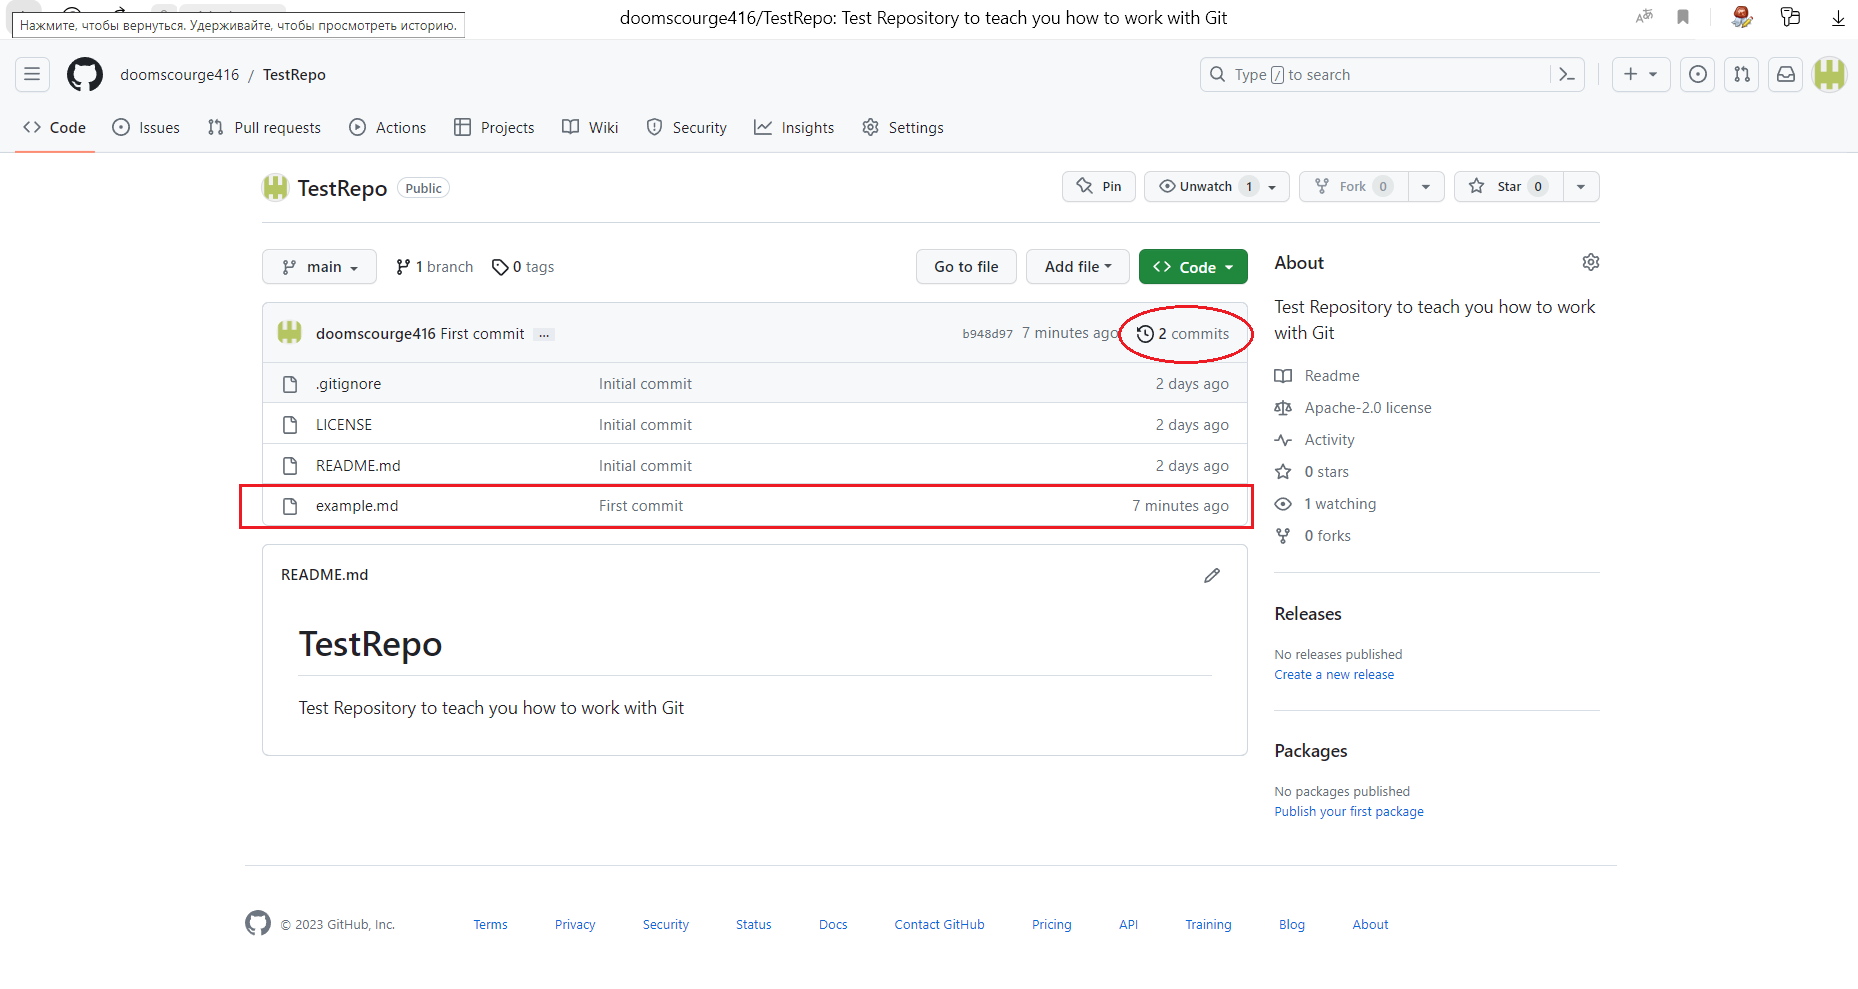 doomscourge416/TestRepo: Test Repository to teach you how to work with Git
Нажмите, чтобы вернуться. Удерживайте, чтобы просмотреть историю.
doomscourge416 / TestRepo
Type / to search
Code Issues Pull requests Actions Projects Wiki Security Insights Settings
TestRepo Public
Pin Unwatch 1 Fork 0 Star 0
main 1 branch 0 tags Go to file Add file Code
doomscourge416 First commit ... b948d97 7 minutes ago 2 commits
.gitignore Initial commit 2 days ago
LICENSE Initial commit 2 days ago
README.md Initial commit 2 days ago
example.md First commit 7 minutes ago
README.md
TestRepo
Test Repository to teach you how to work with Git
About
Test Repository to teach you how to work
with Git
Readme
Apache-2.0 license
Activity
0 stars
1 watching
0 forks
Releases
No releases published
Create a new release
Packages
No packages published
Publish your first package
© 2023 GitHub, Inc. Terms Privacy Security Status Docs Contact GitHub Pricing API Training Blog About